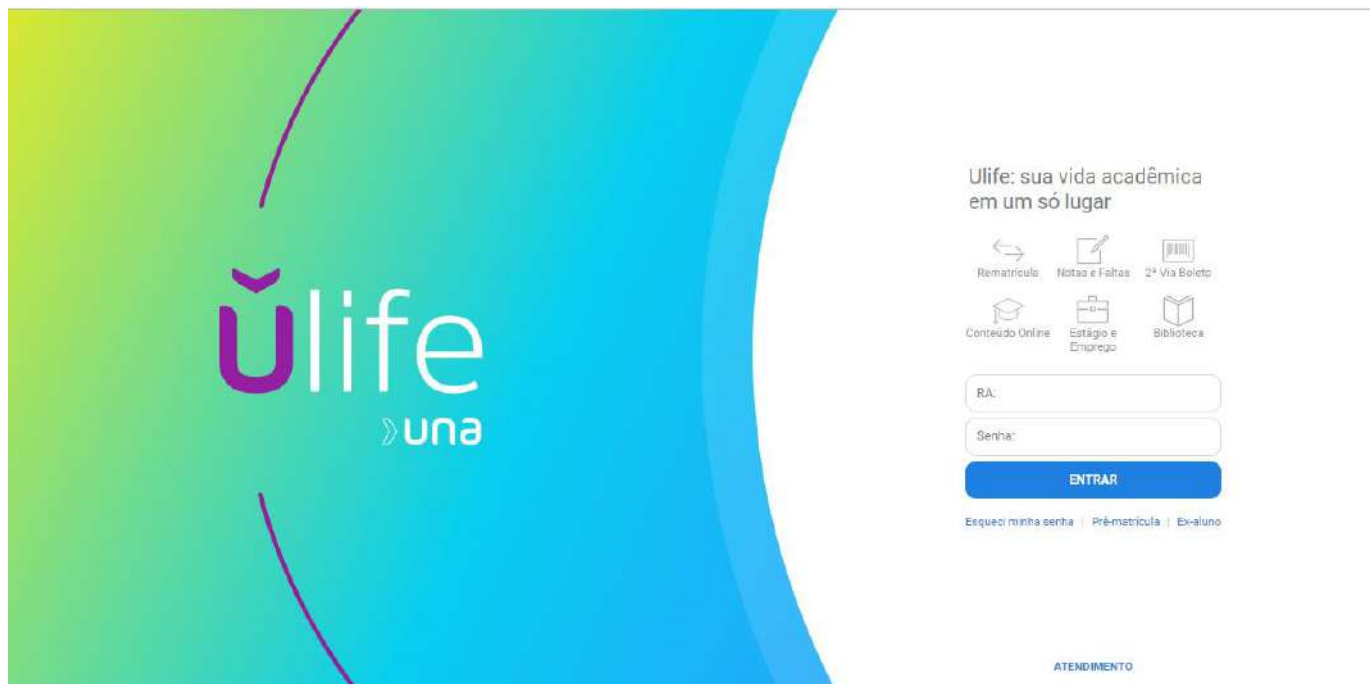 Ulife
una
Ulife: sua vida acadêmica
em um só lugar
Rematrícula Notas e Faltas 2ª Via Boleto
Conteúdo Online Estágio e Biblioteca
Emprego
RA:
Senha:
ENTRAR
Esqueci minha senha | Pré-matrícula | Ex-aluno
ATENDIMENTO